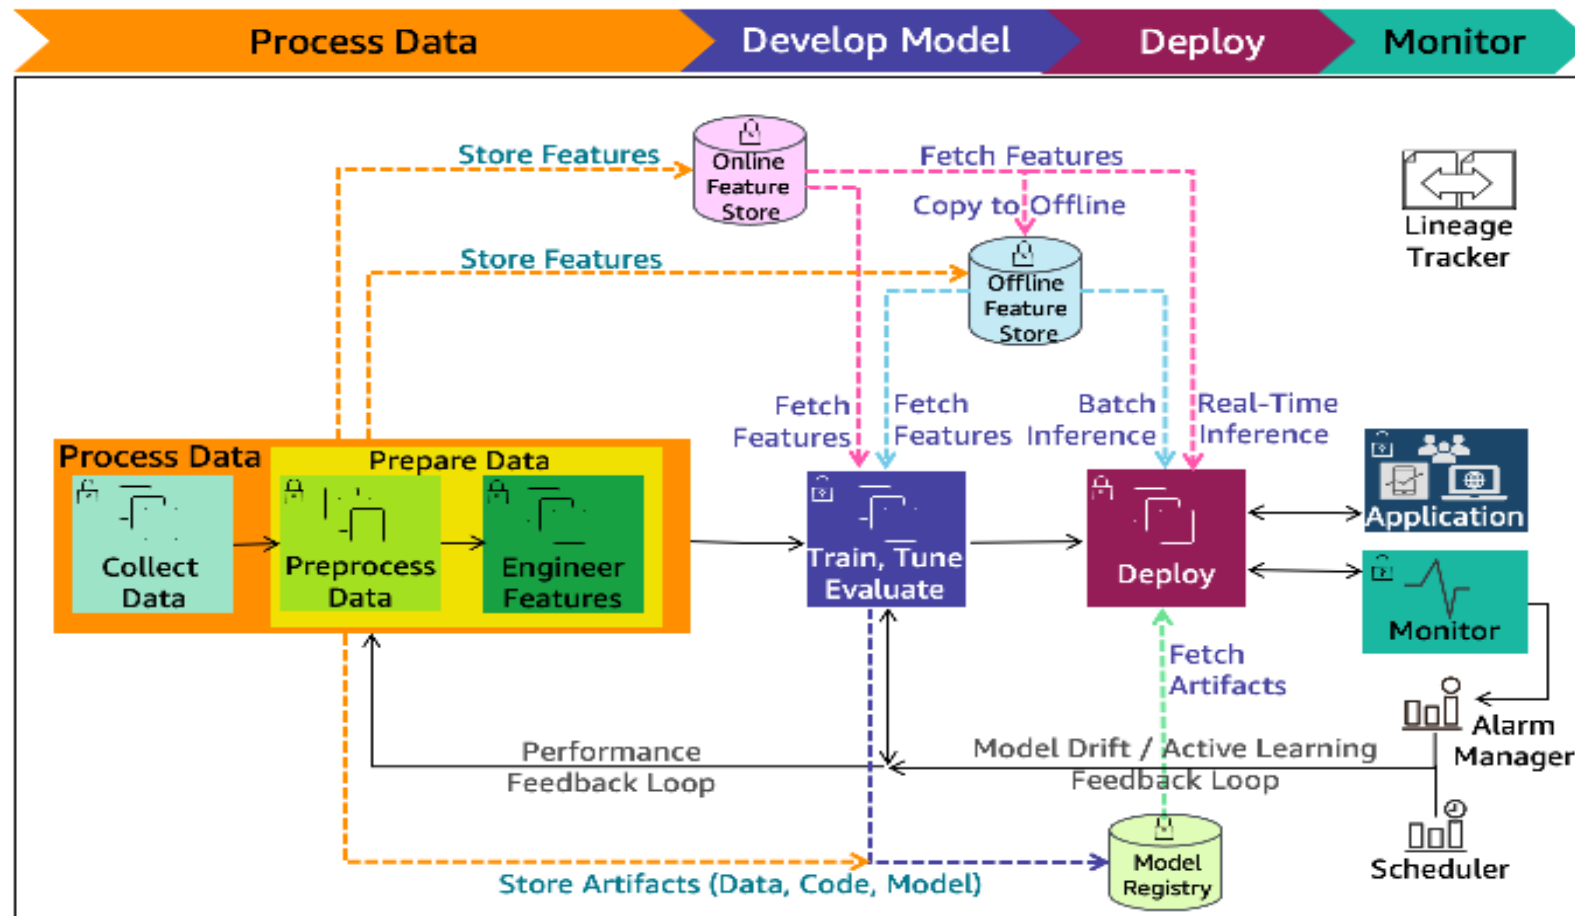 Process Data
Develop Model
Deploy
Monitor
Store Features
Online
Feature
Store
Fetch Features
Copy to Offline
Lineage
Tracker
Store Features
Offline
Feature
Store
Fetch
Features
Fetch
Features
Batch
Inference
Real-Time
Inference
Process Data
Prepare Data
Collect
Data
Preprocess
Data
Engineer
Features
Train, Tune
Evaluate
Deploy
Application
Monitor
Fetch
Artifacts
Alarm
Manager
Performance
Feedback Loop
Model Drift / Active Learning
Feedback Loop
Scheduler
Model
Registry
Store Artifacts (Data, Code, Model)